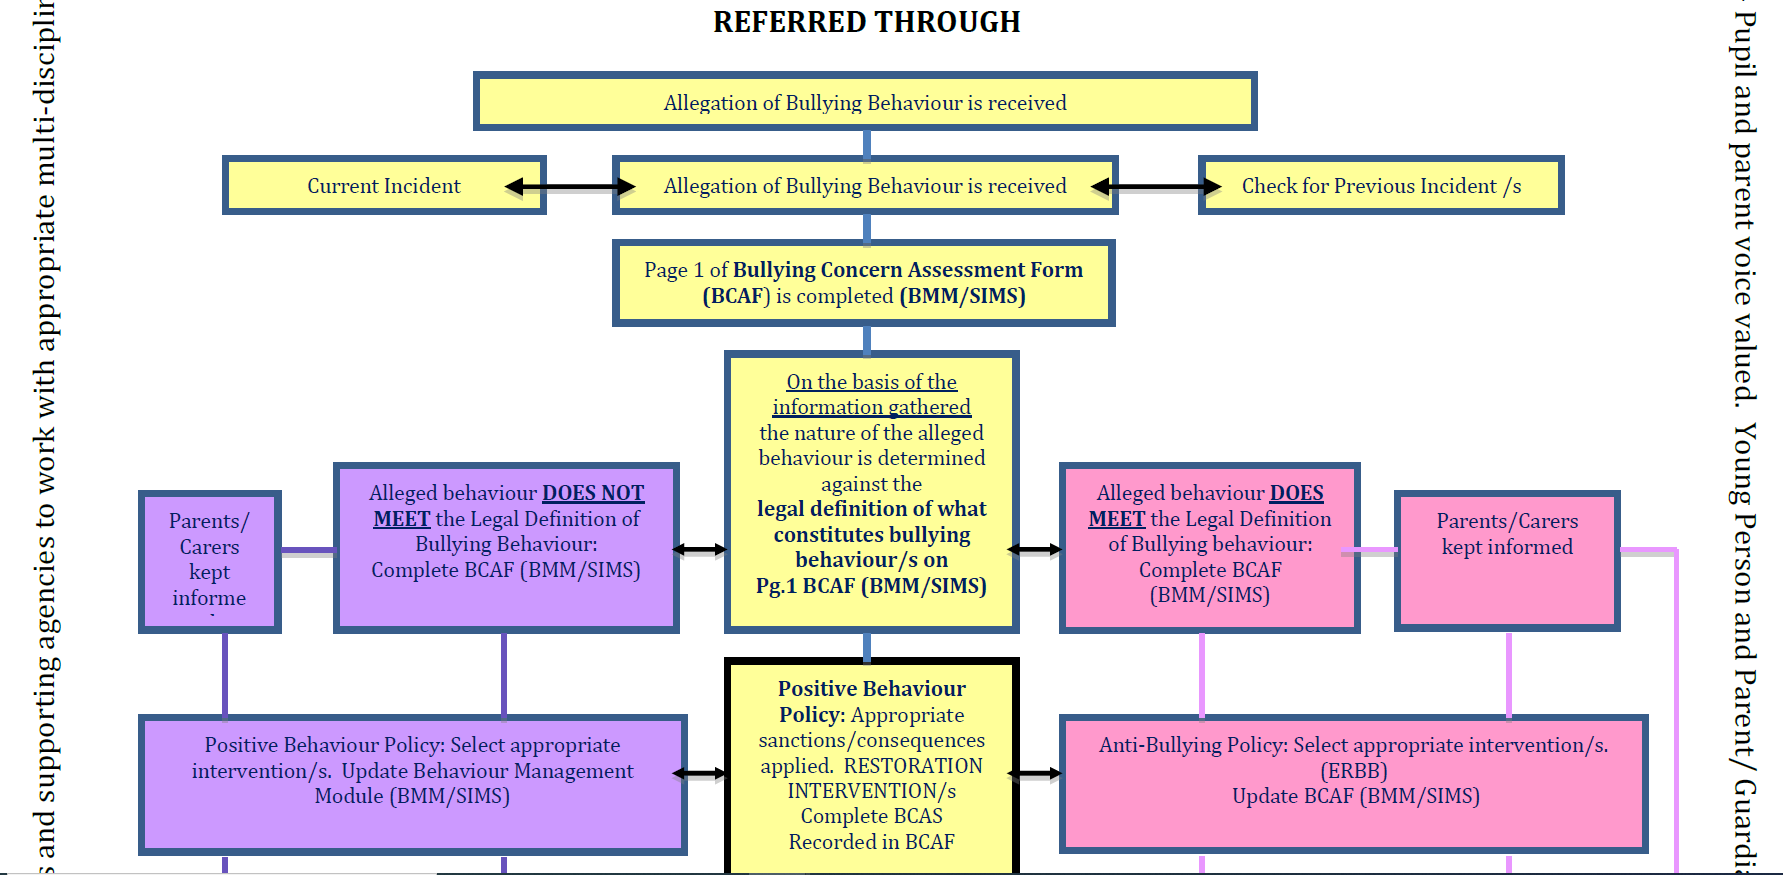 REFERRED THROUGH
Allegation of Bullying Behaviour is received
Current Incident
Allegation of Bullying Behaviour is received
Check for Previous Incident /s
Page 1 of Bullying Concern Assessment Form
(BCAF) is completed (BMM/SIMS)
On the basis of the
information gathered
the nature of the alleged
behaviour is determined
against the
legal definition of what
constitutes bullying
behaviour/s on
Pg.1 BCAF (BMM/SIMS)
Parents/
Carers
kept
informe
Alleged behaviour DOES NOT
MEET the Legal Definition of
Bullying Behaviour:
Complete BCAF (BMM/SIMS)
Alleged behaviour DOES
MEET the Legal Definition
of Bullying behaviour:
Complete BCAF
(BMM/SIMS)
Parents/Carers
kept informed
Positive Behaviour Policy: Select appropriate
intervention/s. Update Behaviour Management
Module (BMM/SIMS)
Positive Behaviour
Policy: Appropriate
sanctions/consequences
applied. RESTORATION
INTERVENTION/s
Complete BCAS
Recorded in BCAF
Anti-Bullying Policy: Select appropriate intervention/s.
(ERBB)
Update BCAF (BMM/SIMS)
s and supporting agencies to work with appropriate multi-disciplin
Pupil and parent voice valued. Young Person and Parent/ Guardia